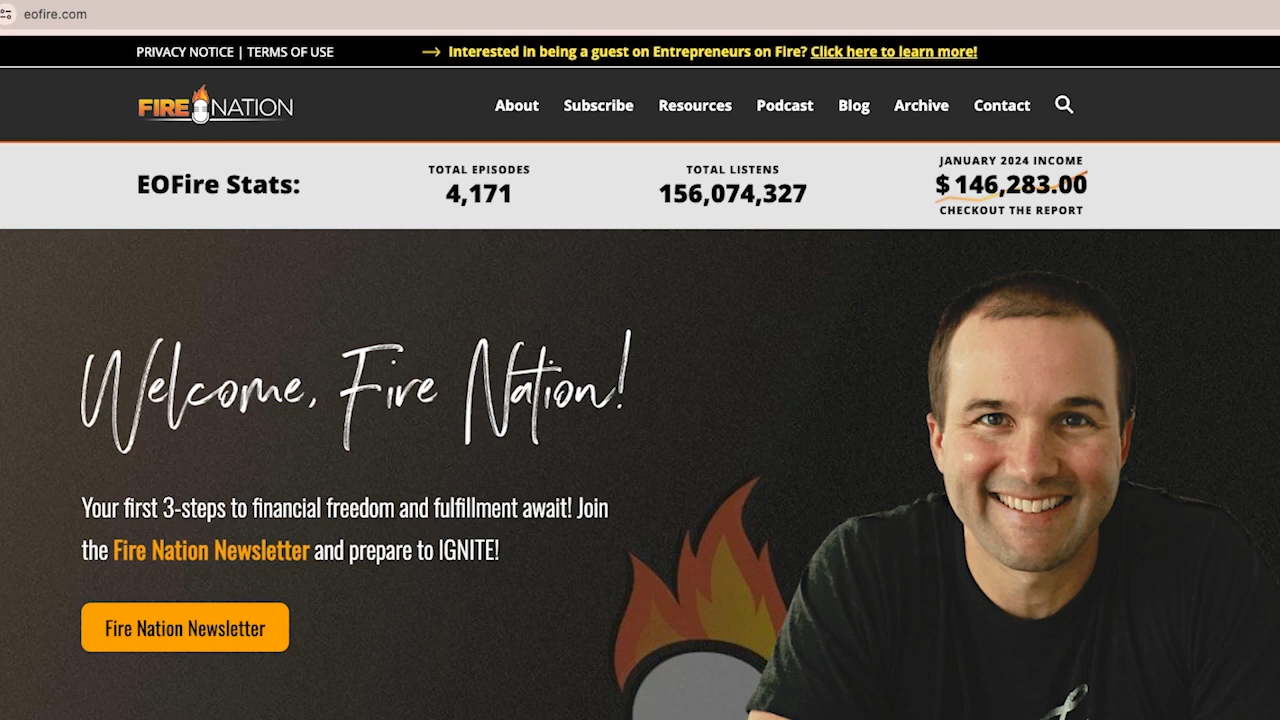 eofire.com
PRIVACY NOTICE | TERMS OF USE
Interested in being a guest on Entrepreneurs on Fire? Click here to learn more!
FIRE NATION
About Subscribe Resources Podcast Blog Archive Contact
EOFire Stats:
TOTAL EPISODES
4,171
TOTAL LISTENS
156,074,327
JANUARY 2024 INCOME
$ 146,283.00
CHECKOUT THE REPORT
Welcome, Fire Nation!
Your first 3-steps to financial freedom and fulfillment await! Join
the Fire Nation Newsletter and prepare to IGNITE!
Fire Nation Newsletter